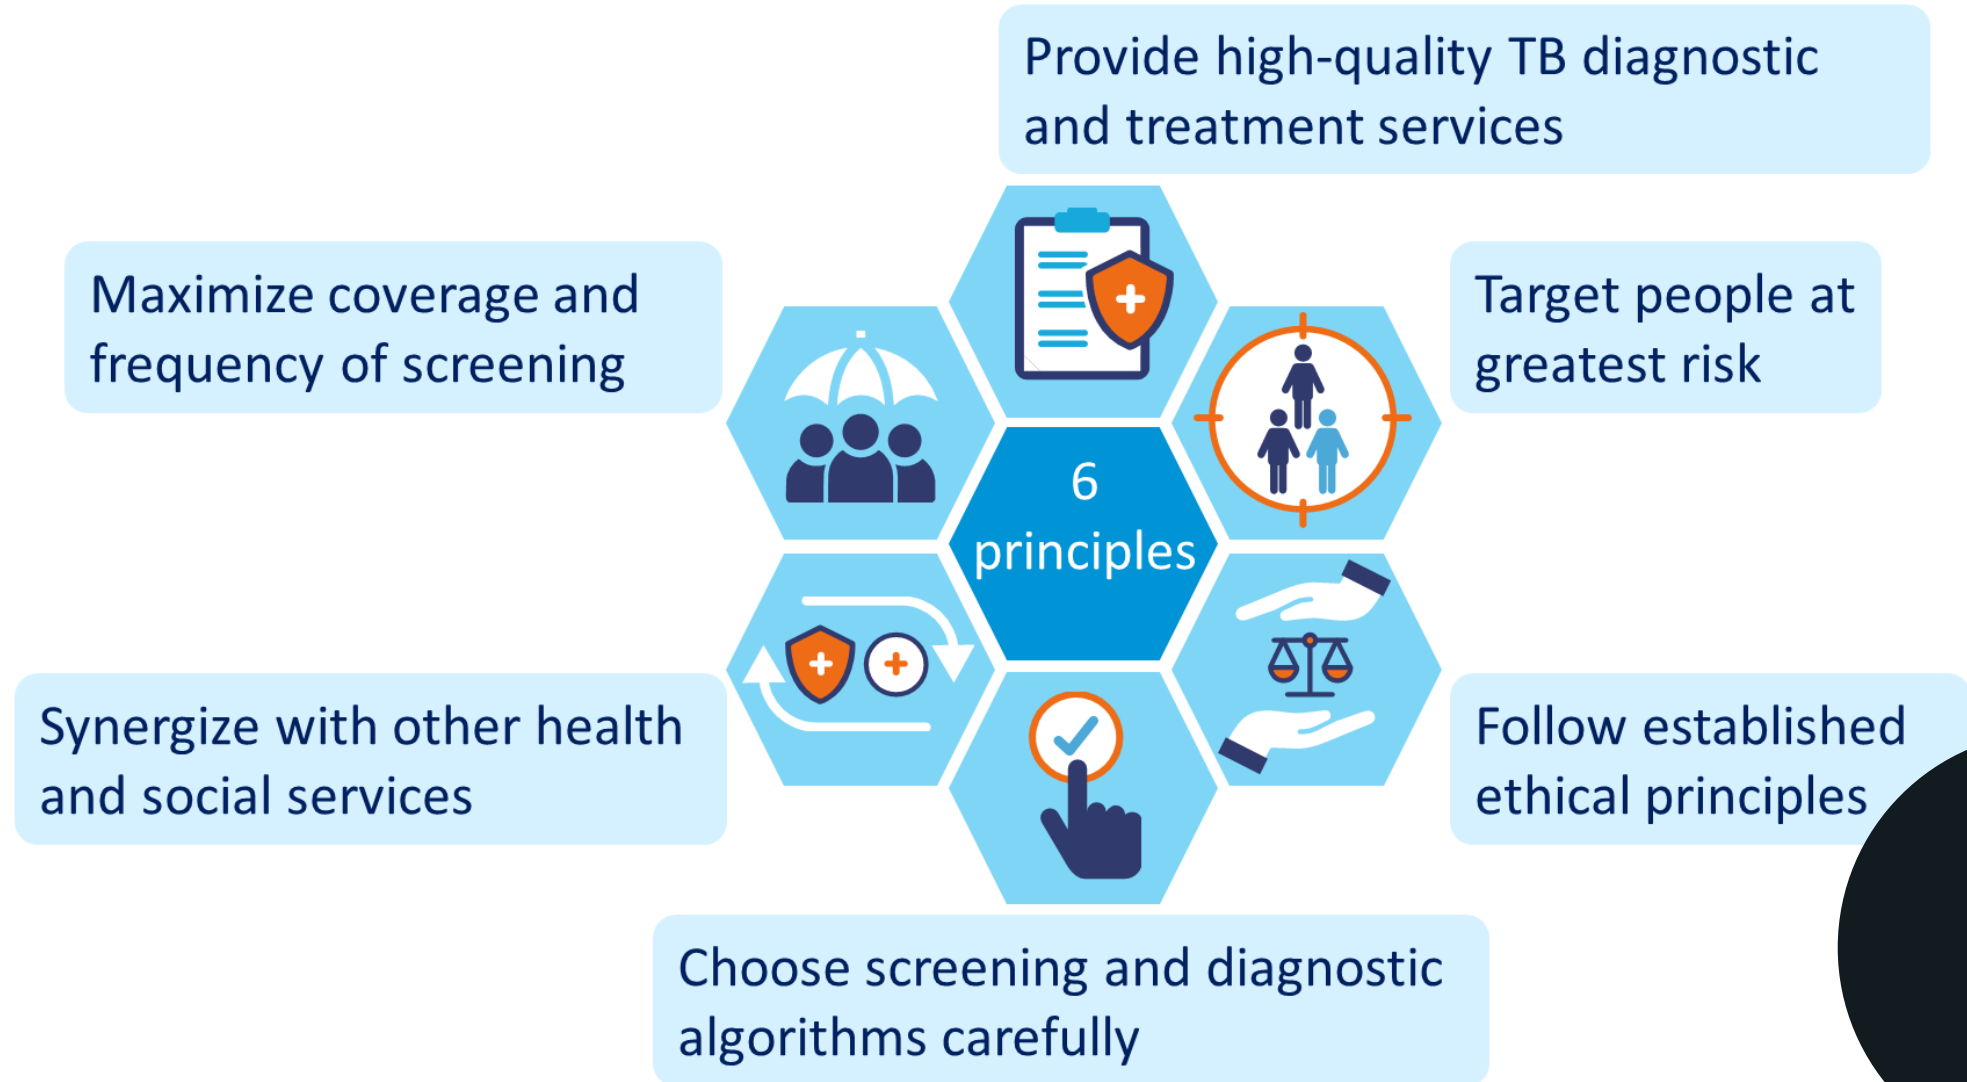 Provide high-quality TB diagnostic
and treatment services
Maximize coverage and
frequency of screening
Target people at
greatest risk
6
principles
Synergize with other health
and social services
Follow established
ethical principles
Choose screening and diagnostic
algorithms carefully